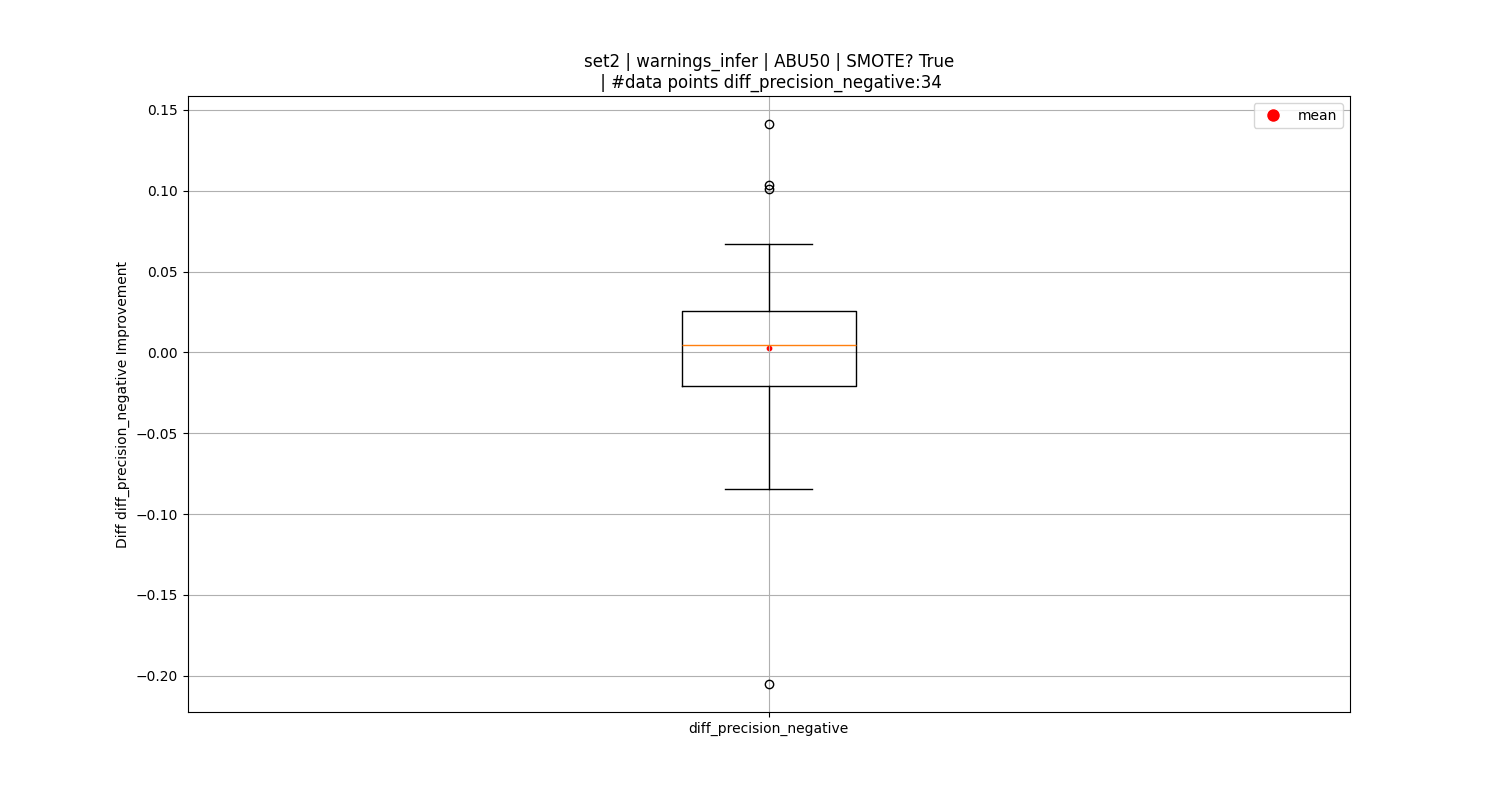 set2 | warnings_infer | ABU50 | SMOTE? True
| #data points diff_precision_negative:34
mean
0.15
0.10
0.05
0.00
−0.05
−0.10
−0.15
−0.20
Diff diff_precision_negative Improvement
diff_precision_negative